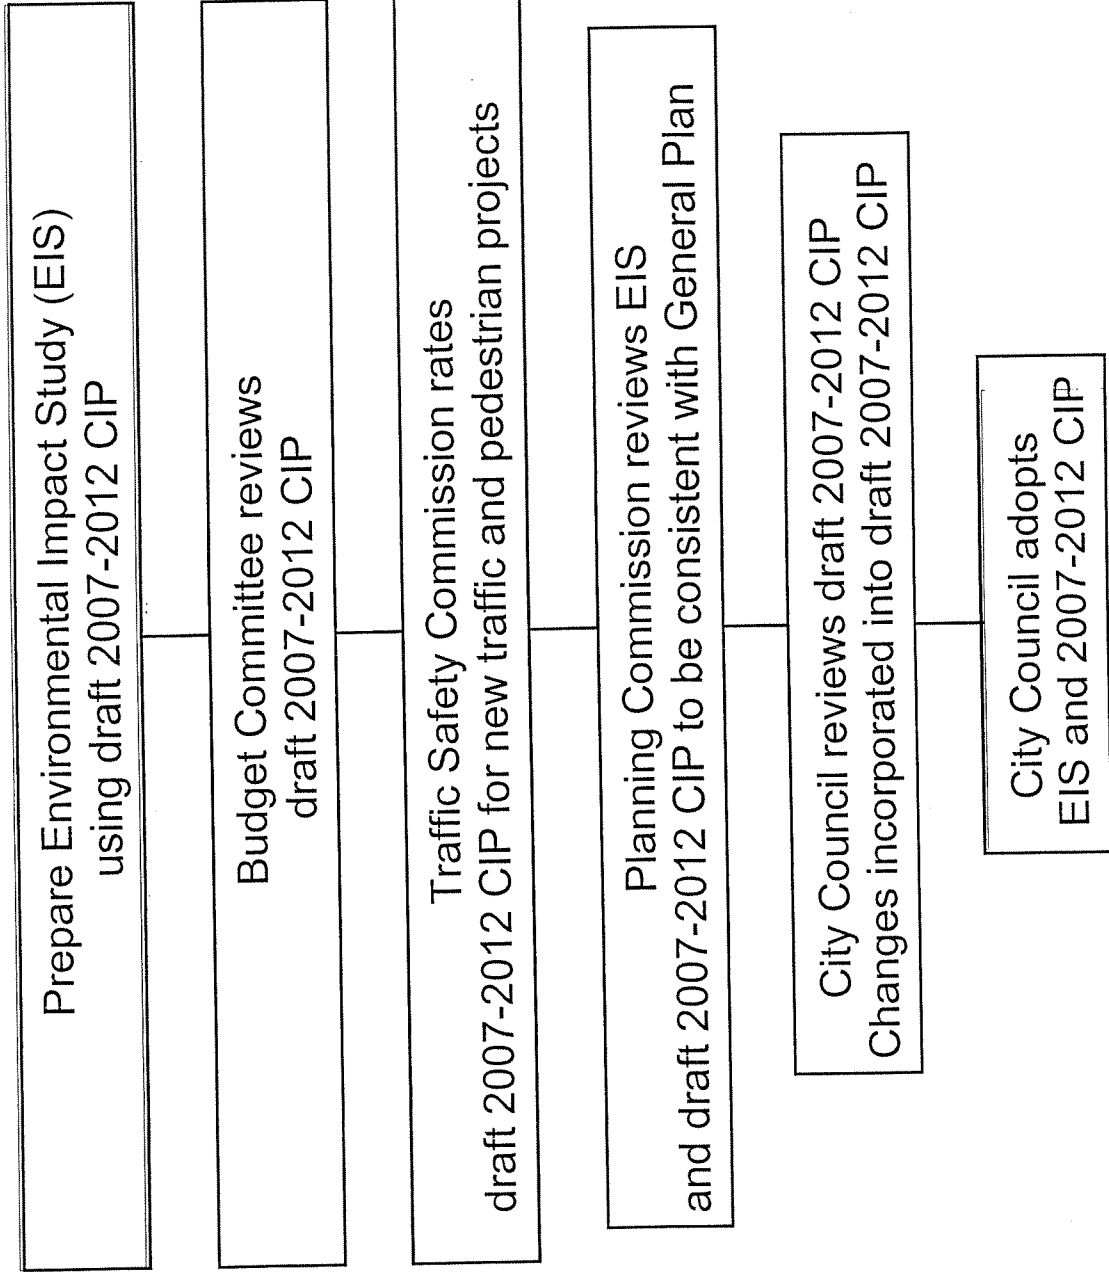 Prepare Environmental Impact Study (EIS)
using draft 2007-2012 CIP
Budget Committee reviews
draft 2007-2012 CIP
Traffic Safety Commission rates
draft 2007-2012 CIP for new traffic and pedestrian projects
Planning Commission reviews EIS
and draft 2007-2012 CIP to be consistent with General Plan
City Council reviews draft 2007-2012 CIP
Changes incorporated into draft 2007-2012 CIP
City Council adopts
EIS and 2007-2012 CIP